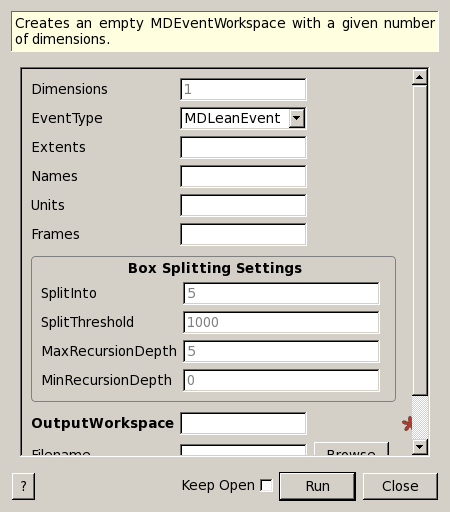 Creates an empty MDEventWorkspace with a given number
of dimensions.
Dimensions 1
EventType MDLeanEvent
Extents
Names
Units
Frames
Box Splitting Settings
SplitInto 5
SplitThreshold 1000
MaxRecursionDepth 5
MinRecursionDepth 0
OutputWorkspace *
Filename Browse
? Keep Open Run Close